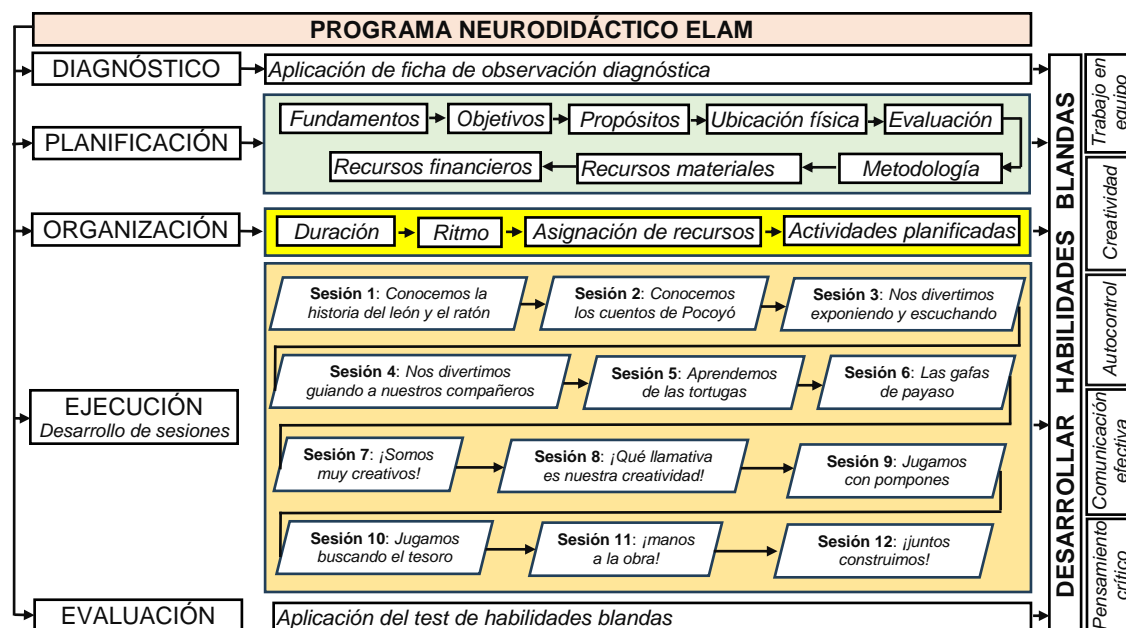 PROGRAMA NEURODIDÁCTICO ELAM
DIAGNÓSTICO
Aplicación de ficha de observación diagnóstica
PLANIFICACIÓN
Fundamentos
Objetivos
Propósitos
Ubicación física
Evaluación
Metodología
Recursos materiales
Recursos financieros
ORGANIZACIÓN
Duración
Ritmo
Asignación de recursos
Actividades planificadas
EJECUCIÓN
Desarrollo de sesiones
Sesión 1: Conocemos la
historia del león y el ratón
Sesión 2: Conocemos
los cuentos de Pocoyó
Sesión 3: Nos divertimos
exponiendo y escuchando
Sesión 4: Nos divertimos
guiando a nuestros compañeros
Sesión 5: Aprendemos
de las tortugas
Sesión 6: Las gafas
de payaso
Sesión 7: ¡Somos
muy creativos!
Sesión 8: ¡Qué llamativa
es nuestra creatividad!
Sesión 9: Jugamos
con pompones
Sesión 10: Jugamos
buscando el tesoro
Sesión 11: ¡manos
a la obra!
Sesión 12: ¡juntos
construimos!
EVALUACIÓN
Aplicación del test de habilidades blandas
DESARROLLAR HABILIDADES BLANDAS
Trabajo en
equipo
Creatividad
Autocontrol
Comunicación
efectiva
Pensamiento
crítico